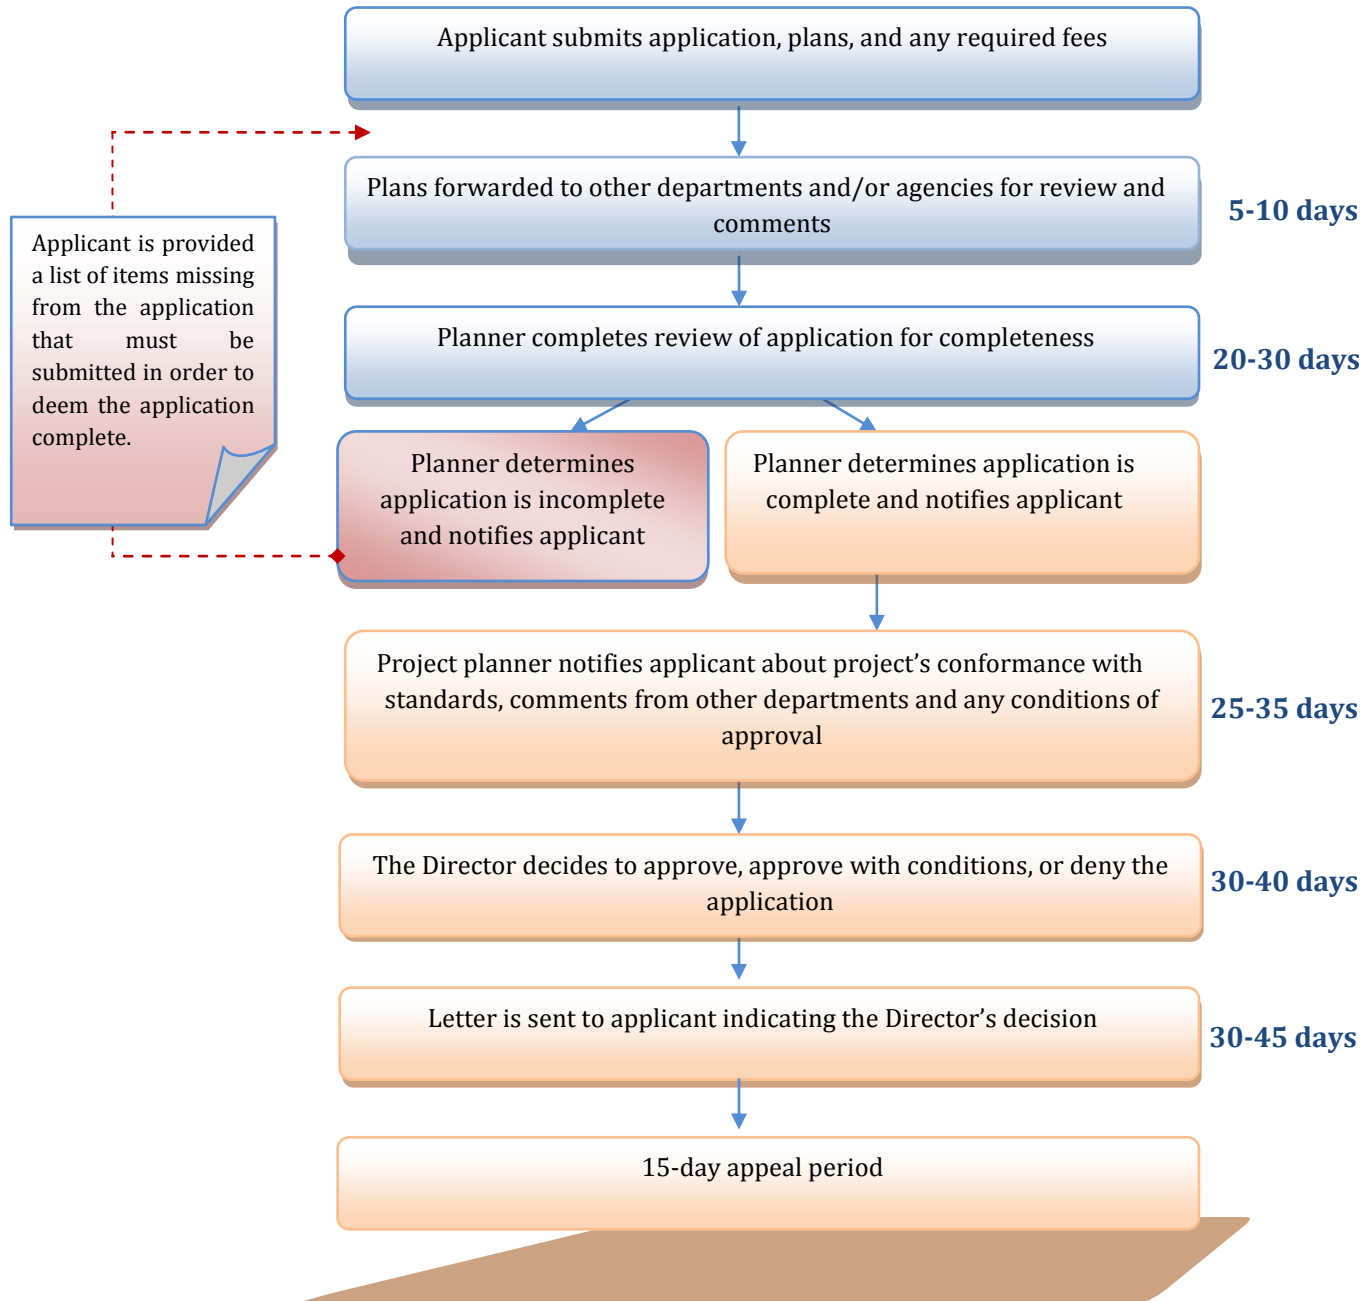 Applicant submits application, plans, and any required fees
Plans forwarded to other departments and/or agencies for review and
comments
5-10 days
Applicant is provided
a list of items missing
from the application
that must be
submitted in order to
deem the application
complete.
Planner completes review of application for completeness
20-30 days
Planner determines
application is incomplete
and notifies applicant
Planner determines application is
complete and notifies applicant
Project planner notifies applicant about project’s conformance with
standards, comments from other departments and any conditions of
approval
25-35 days
The Director decides to approve, approve with conditions, or deny the
application
30-40 days
Letter is sent to applicant indicating the Director’s decision
30-45 days
15-day appeal period